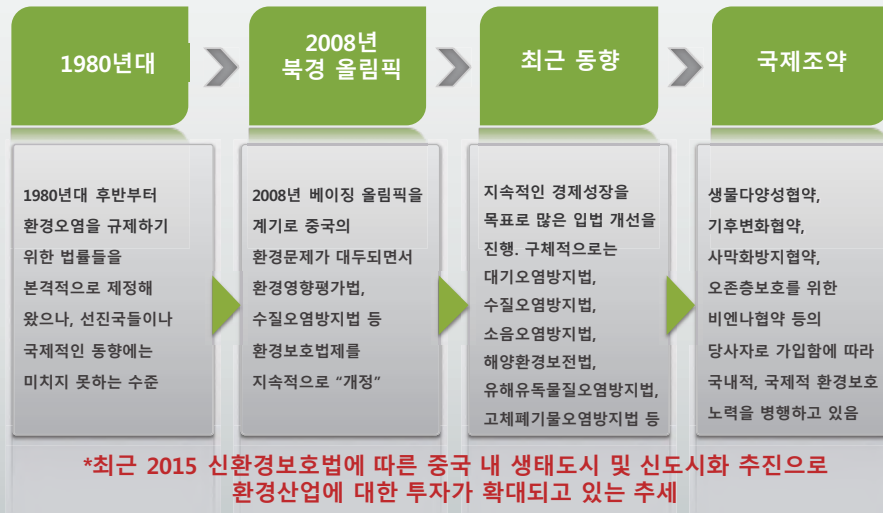 1980년대
1980년대 후반부터
환경오염을 규제하기
위한 법률들을
본격적으로 제정해
왔으나, 선진국들이나
국제적인 동향에는
미치지 못하는 수준
2008년
북경 올림픽
2008년 베이징 올림픽을
계기로 중국의
환경문제가 대두되면서
환경영향평가법,
수질오염방지법 등
환경보호법제를
지속적으로 “개정”
최근 동향
지속적인 경제성장을
목표로 많은 입법 개선을
진행. 구체적으로는
대기오염방지법,
수질오염방지법,
소음오염방지법,
해양환경보전법,
유해유독물질오염방지법,
고체폐기물오염방지법 등
국제조약
생물다양성협약,
기후변화협약,
사막화방지협약,
오존층보호를 위한
비엔나협약 등의
당사자로 가입함에 따라
국내적, 국제적 환경보호
노력을 병행하고 있음
*최근 2015 신환경보호법에 따른 중국 내 생태도시 및 신도시화 추진으로
환경산업에 대한 투자가 확대되고 있는 추세